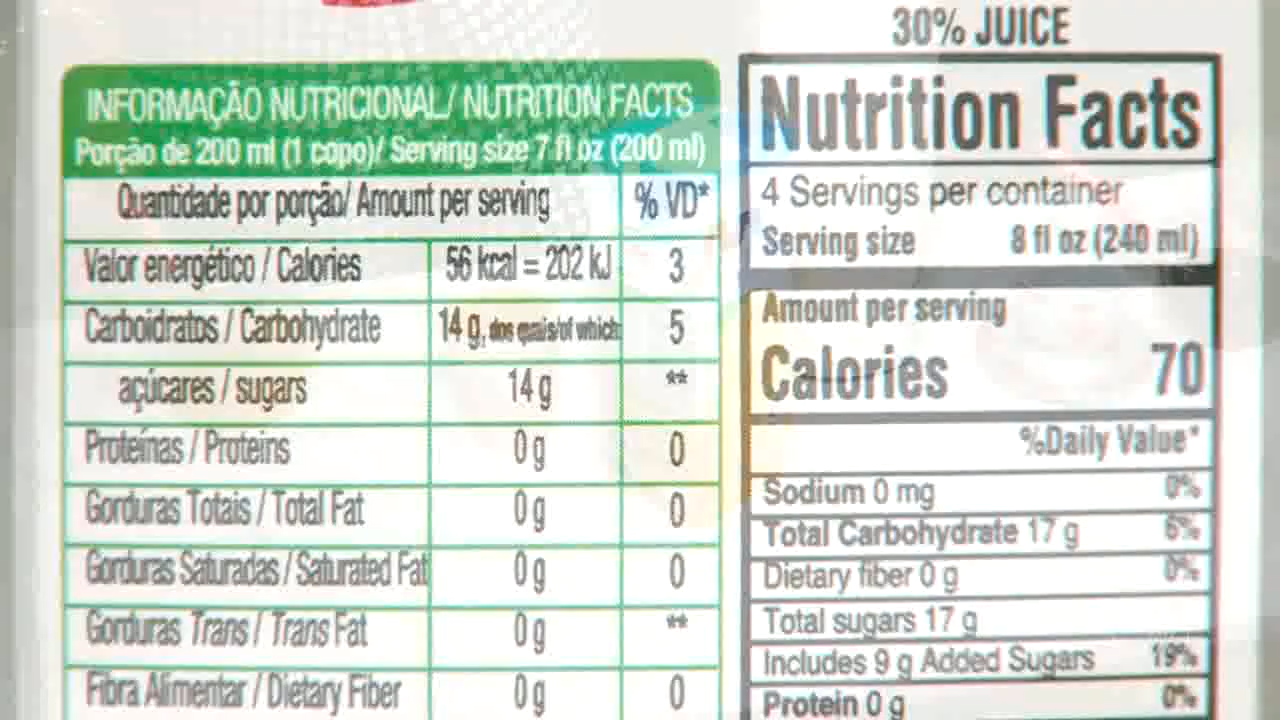 30% JUICE
INFORMAÇÃO NUTRICIONAL/ NUTRITION FACTS
Porção de 200 ml (1 copo)/ Serving size 7 fl oz (200 ml)
Quantidade por porção/ Amount per serving % VD*
Valor energético / Calories 56 kcal = 202 kJ 3
Carboidratos / Carbohydrate 14 g, dos quais/of which: 5
açúcares / sugars 14 g **
Proteínas / Proteins 0 g 0
Gorduras Totais / Total Fat 0 g 0
Gorduras Saturadas / Saturated Fat 0 g 0
Gorduras Trans / Trans Fat 0 g **
Fibra Alimentar / Dietary Fiber 0 g 0
Nutrition Facts
4 Servings per container
Serving size 8 fl oz (240 ml)
Amount per serving
Calories 70
%Daily Value*
Sodium 0 mg 0%
Total Carbohydrate 17 g 6%
Dietary fiber 0 g 0%
Total sugars 17 g
Includes 9 g Added Sugars 19%
Protein 0 g 0%